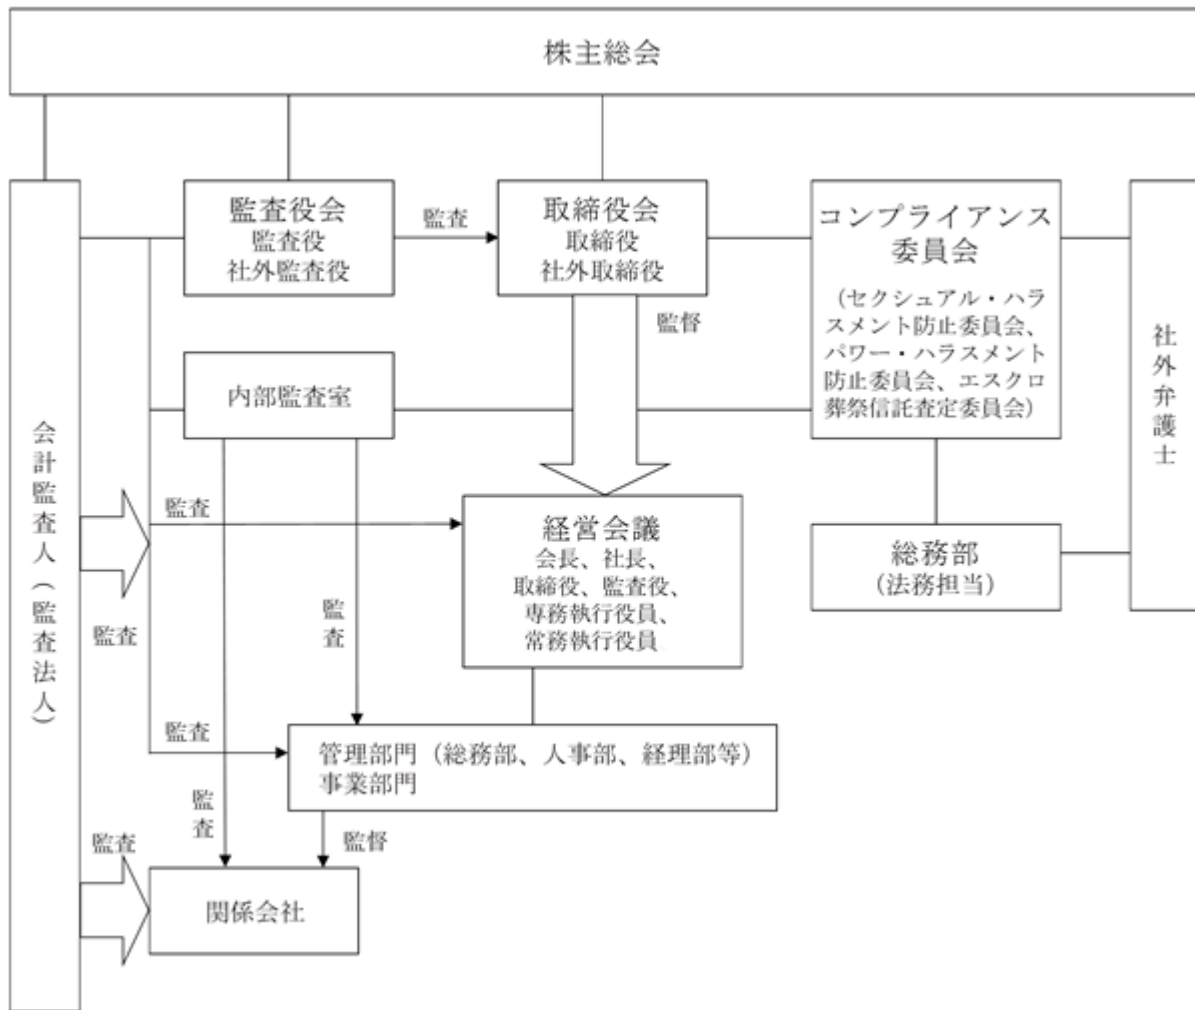 株主総会
監査役会
監査役
社外監査役
監査
取締役会
取締役
社外取締役
監督
コンプライアンス
委員会
（セクシュアル・ハラ
スメント防止委員会、
パワー・ハラスメント
防止委員会、エスクロ
葬祭信託査定委員会）
社外弁護士
内部監査室
会計監査人（監査法人）
監査
経営会議
会長、社長、
取締役、監査役、
専務執行役員、
常務執行役員
総務部
（法務担当）
監査
監査
監査
管理部門（総務部、人事部、経理部等）
事業部門
監査
監督
監査
関係会社